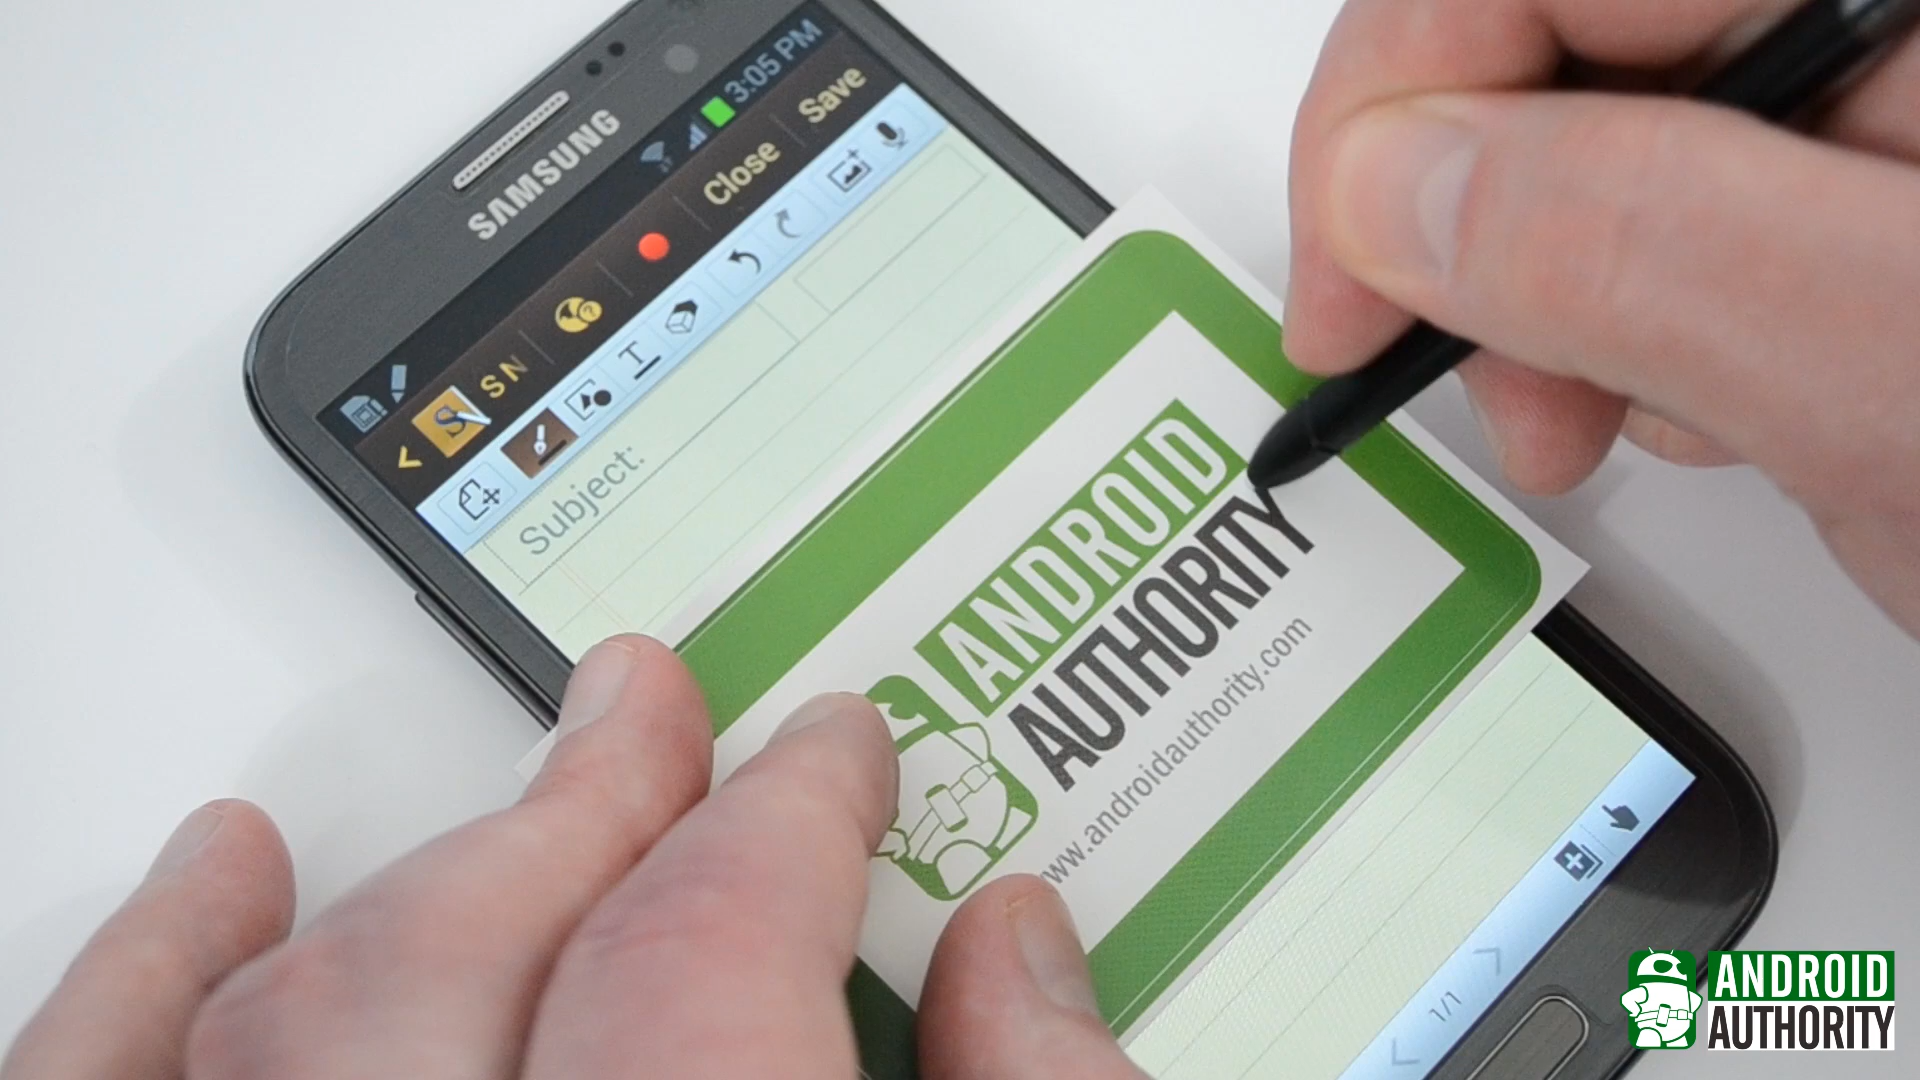 SAMSUNG
3:05 PM
S N
Close
Save
T
Subject:
ANDROID
AUTHORITY
www.androidauthority.com
1/1
ANDROID
AUTHORITY